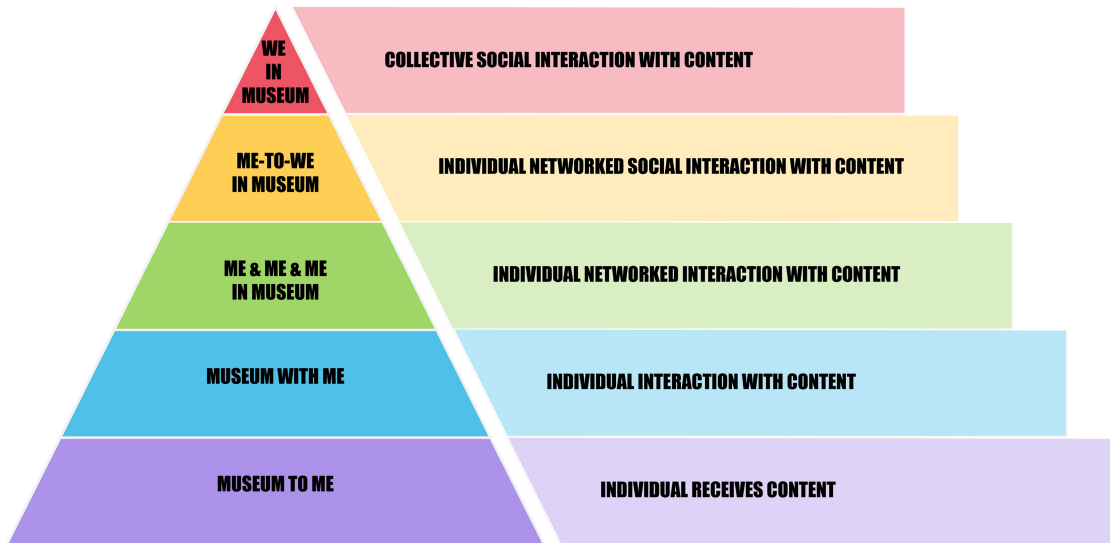 WE
IN
MUSEUM
COLLECTIVE SOCIAL INTERACTION WITH CONTENT
ME-TO-WE
IN MUSEUM
INDIVIDUAL NETWORKED SOCIAL INTERACTION WITH CONTENT
ME & ME & ME
IN MUSEUM
INDIVIDUAL NETWORKED INTERACTION WITH CONTENT
MUSEUM WITH ME
INDIVIDUAL INTERACTION WITH CONTENT
MUSEUM TO ME
INDIVIDUAL RECEIVES CONTENT